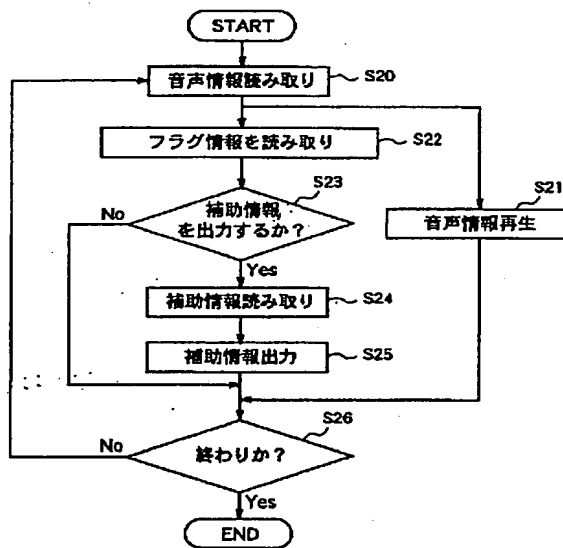 START
音声情報読み取り
S20
フラグ情報を読み取り
S22
S23
補助情報
を出力するか?
No
Yes
S21
音声情報再生
補助情報読み取り
S24
補助情報出力
S25
S26
終わりか?
No
Yes
END